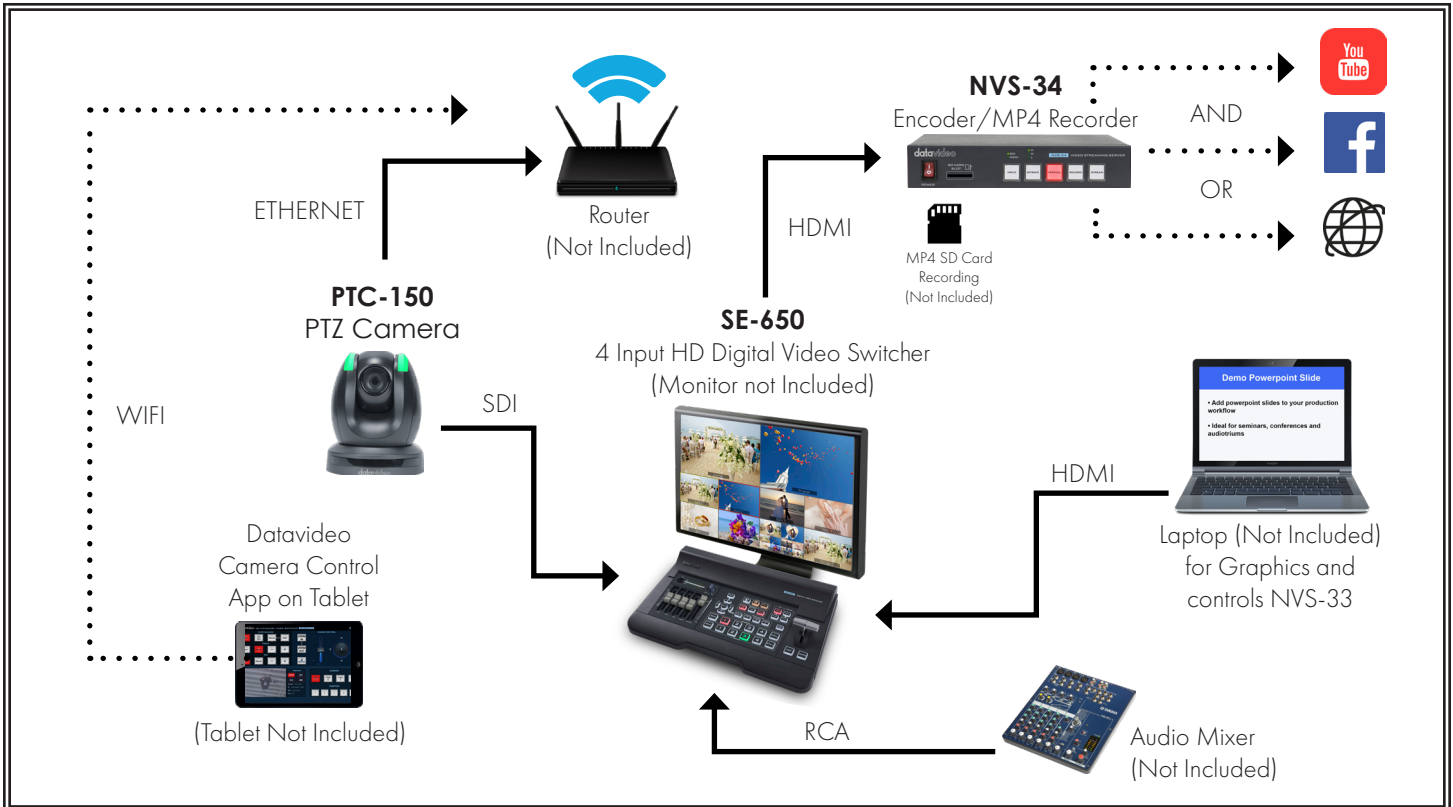 You
Tube
NVS-34
Encoder/MP4 Recorder
AND
datavideo
OR
Router
(Not Included)
ETHERNET
HDMI
MP4 SD Card
Recording
(Not Included)
PTC-150
PTZ Camera
SE-650
4 Input HD Digital Video Switcher
(Monitor not Included)
Demo Powerpoint Slide
• Add powerpoint slides to your production
workflow
• Ideal for seminars, conferences and
audiotriums
WIFI
SDI
datavideo
HDMI
Laptop (Not Included)
for Graphics and
controls NVS-33
Datavideo
Camera Control
App on Tablet
(Tablet Not Included)
RCA
Audio Mixer
(Not Included)